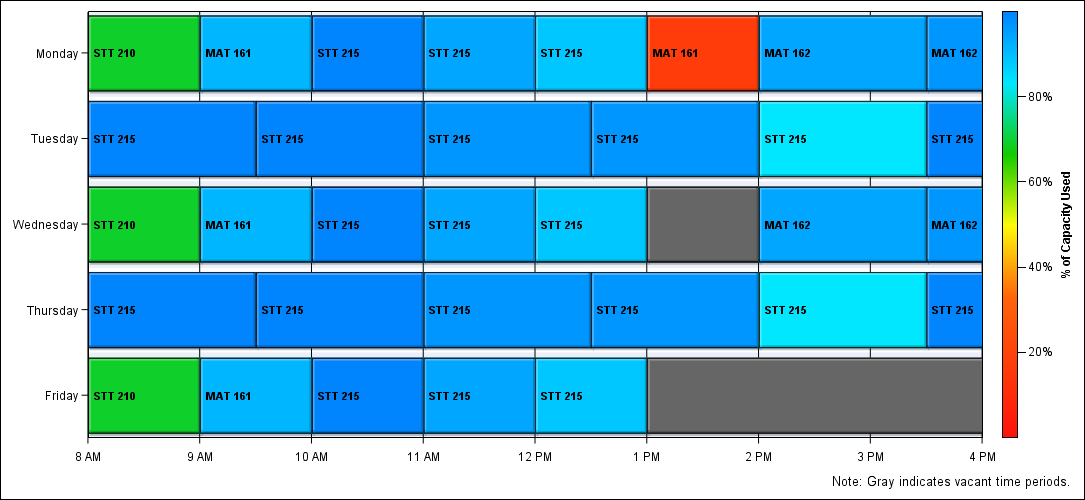 Monday STT 210 MAT 161 STT 215 STT 215 STT 215 MAT 161 MAT 162 MAT 162
Tuesday STT 215 STT 215 STT 215 STT 215 STT 215 STT 215
Wednesday STT 210 MAT 161 STT 215 STT 215 STT 215 MAT 162 MAT 162
Thursday STT 215 STT 215 STT 215 STT 215 STT 215 STT 215
Friday STT 210 MAT 161 STT 215 STT 215 STT 215
8 AM 9 AM 10 AM 11 AM 12 PM 1 PM 2 PM 3 PM 4 PM
80%
60%
40%
20%
% of Capacity Used
Note: Gray indicates vacant time periods.